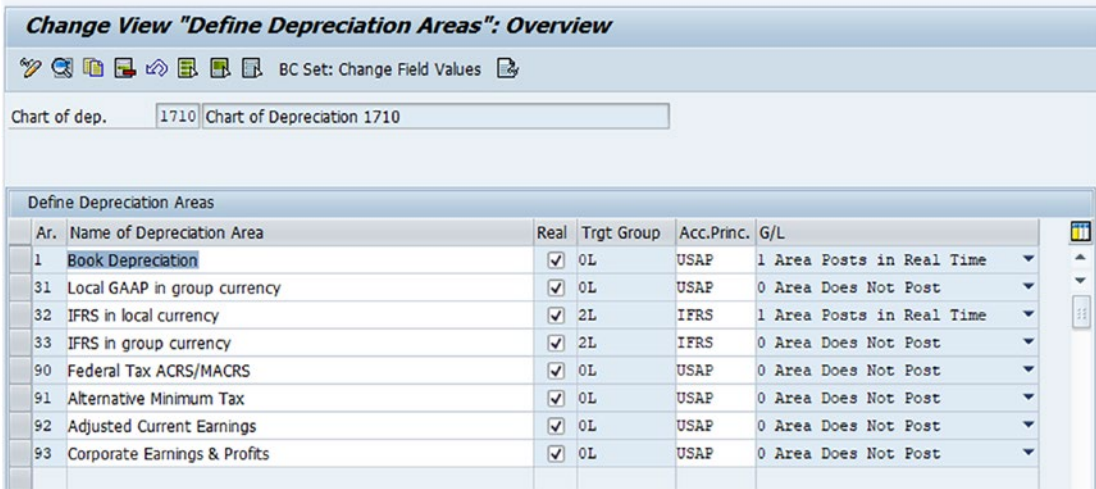 Change View "Define Depreciation Areas": Overview
BC Set: Change Field Values
Chart of dep. 1710 Chart of Depreciation 1710
Define Depreciation Areas
Ar. Name of Depreciation Area Real Trgt Group Acc.Princ. G/L
1 Book Depreciation 0L USAP 1 Area Posts in Real Time
31 Local GAAP in group currency 0L USAP 0 Area Does Not Post
32 IFRS in local currency 2L IFRS 1 Area Posts in Real Time
33 IFRS in group currency 2L IFRS 0 Area Does Not Post
90 Federal Tax ACRS/MACRS 0L USAP 0 Area Does Not Post
91 Alternative Minimum Tax 0L USAP 0 Area Does Not Post
92 Adjusted Current Earnings 0L USAP 0 Area Does Not Post
93 Corporate Earnings & Profits 0L USAP 0 Area Does Not Post